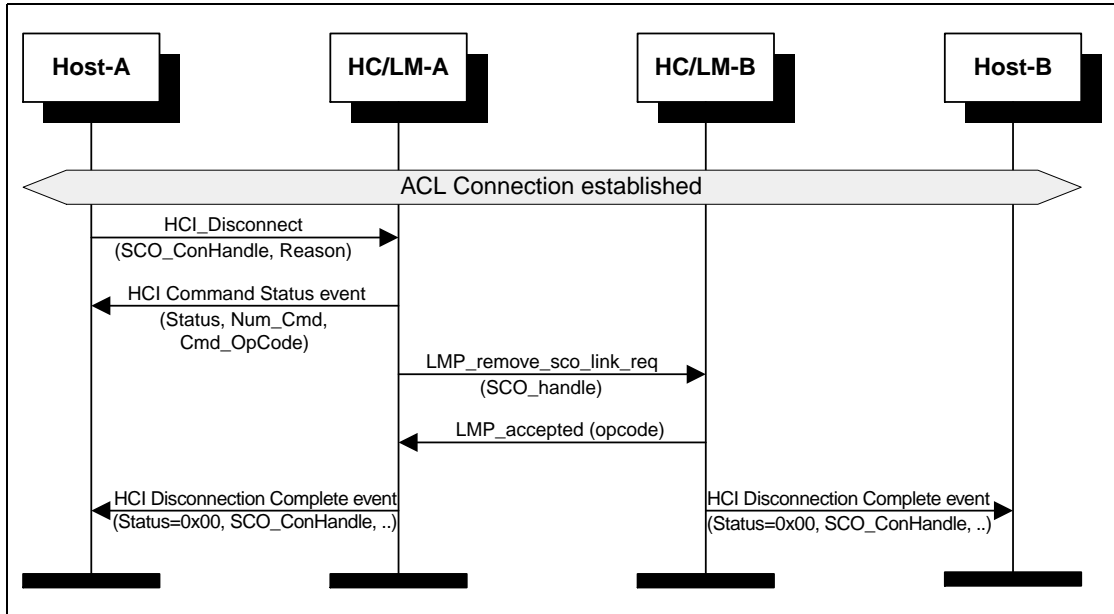 Host-A
HC/LM-A
HC/LM-B
Host-B
ACL Connection established
HCI_Disconnect
(SCO_ConHandle, Reason)
HCI Command Status event
(Status, Num_Cmd,
Cmd_OpCode)
LMP_remove_sco_link_req
(SCO_handle)
LMP_accepted (opcode)
HCI Disconnection Complete event
(Status=0x00, SCO_ConHandle, ..)
HCI Disconnection Complete event
(Status=0x00, SCO_ConHandle, ..)